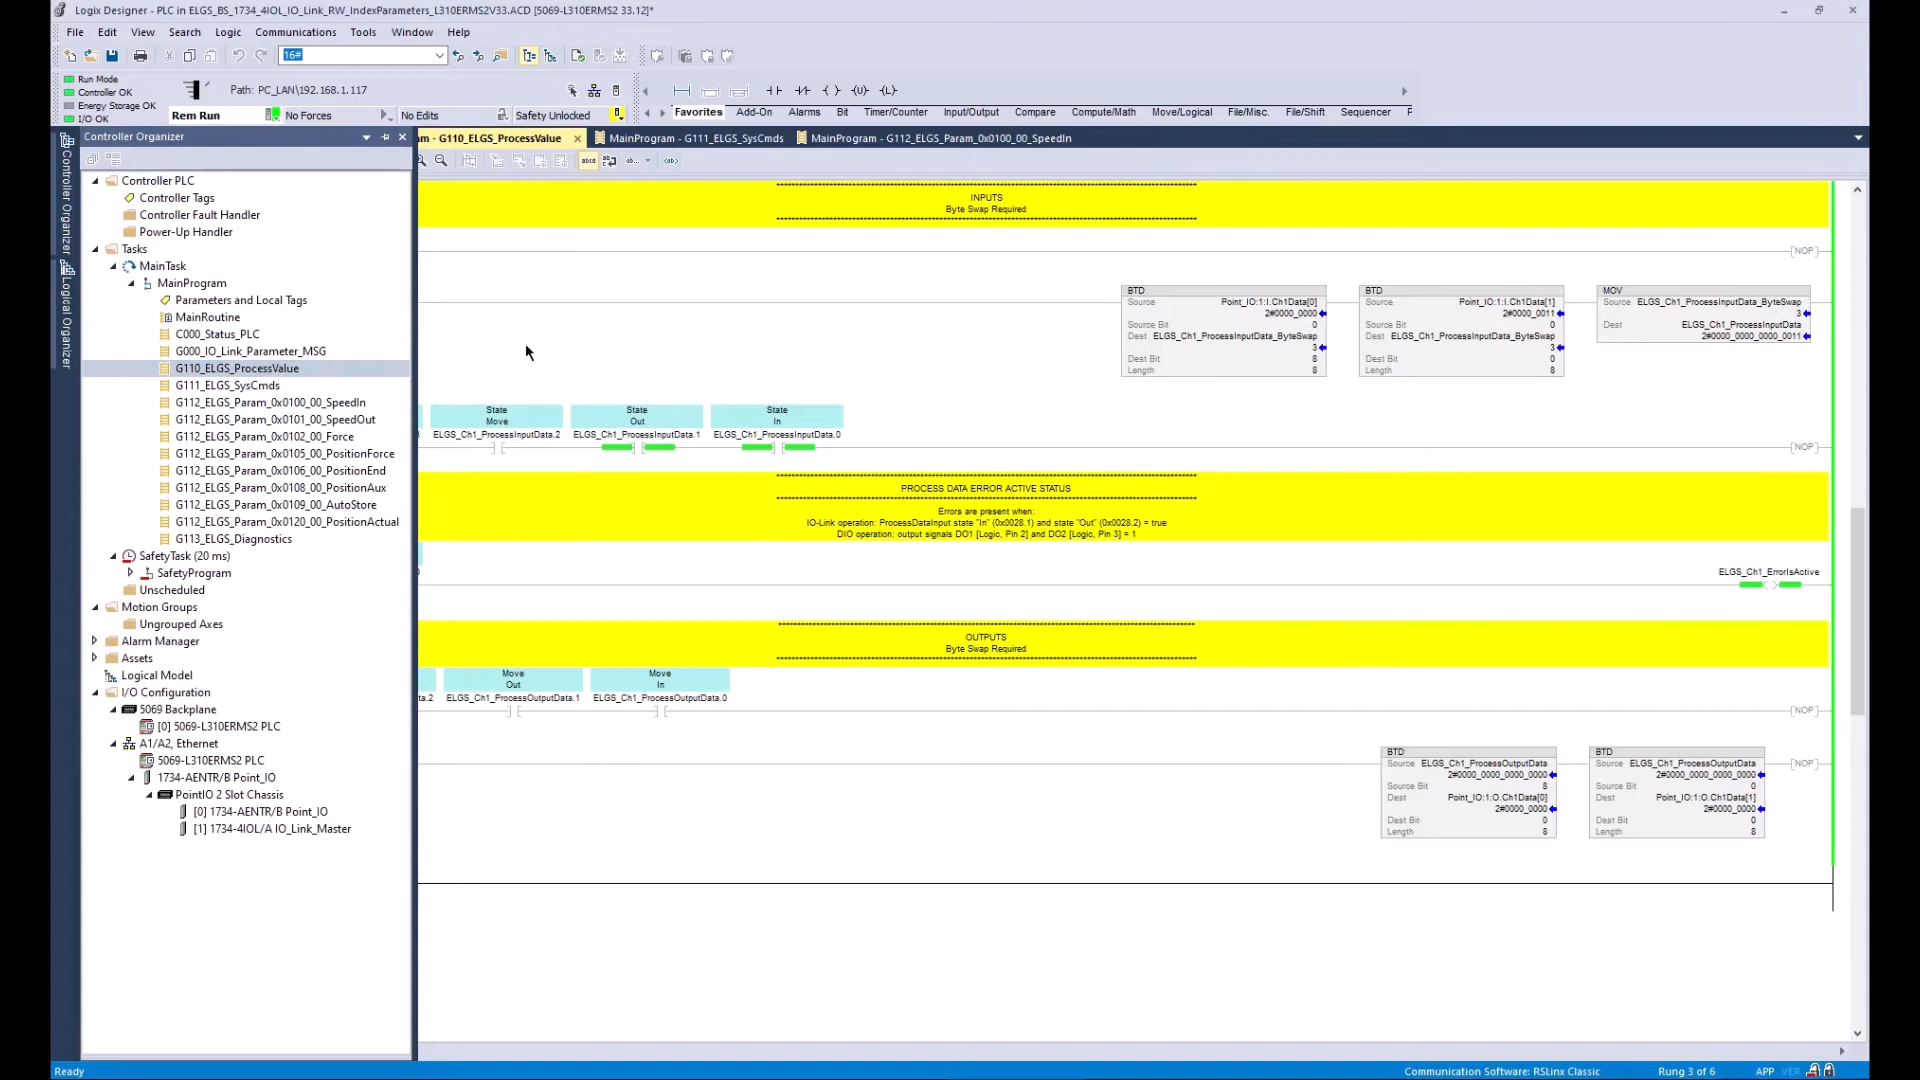 Logix Designer - PLC in ELGS_BS_1734_4IOL_IO_Link_RW_IndexParameters_L310ERMS2V33.ACD [5069-L310ERMS2 33.12]*
File Edit View Search Logic Communications Tools Window Help
16#
Run Mode
Controller OK
Energy Storage OK
I/O OK
Path: PC_LAN\192.168.1.117
Rem Run
No Forces
No Edits
Safety Unlocked
Favorites Add-On Alarms Bit Timer/Counter Input/Output Compare Compute/Math Move/Logical File/Misc. File/Shift Sequencer
Controller Organizer
am - G110_ELGS_ProcessValue
MainProgram - G111_ELGS_SysCmds
MainProgram - G112_ELGS_Param_0x0100_00_SpeedIn
Controller Organizer
Logical Organizer
Controller PLC
Controller Tags
Controller Fault Handler
Power-Up Handler
Tasks
MainTask
MainProgram
Parameters and Local Tags
MainRoutine
C000_Status_PLC
G000_IO_Link_Parameter_MSG
G110_ELGS_ProcessValue
G111_ELGS_SysCmds
G112_ELGS_Param_0x0100_00_SpeedIn
G112_ELGS_Param_0x0101_00_SpeedOut
G112_ELGS_Param_0x0102_00_Force
G112_ELGS_Param_0x0105_00_PositionForce
G112_ELGS_Param_0x0106_00_PositionEnd
G112_ELGS_Param_0x0108_00_PositionAux
G112_ELGS_Param_0x0109_00_AutoStore
G112_ELGS_Param_0x0120_00_PositionActual
G113_ELGS_Diagnostics
SafetyTask (20 ms)
SafetyProgram
Unscheduled
Motion Groups
Ungrouped Axes
Alarm Manager
Assets
Logical Model
I/O Configuration
5069 Backplane
[0] 5069-L310ERMS2 PLC
A1/A2, Ethernet
5069-L310ERMS2 PLC
1734-AENTR/B Point_IO
PointIO 2 Slot Chassis
[0] 1734-AENTR/B Point_IO
[1] 1734-4IOL/A IO_Link_Master
INPUTS
Byte Swap Required
NOP
BTD
Source Point_IO:1:I.Ch1Data[0]
2#0000_0000
Source Bit 0
Dest ELGS_Ch1_ProcessInputData_ByteSwap
3
Dest Bit 8
Length 8
BTD
Source Point_IO:1:I.Ch1Data[1]
2#0000_0011
Source Bit 0
Dest ELGS_Ch1_ProcessInputData_ByteSwap
3
Dest Bit 0
Length 8
MOV
Source ELGS_Ch1_ProcessInputData_ByteSwap
3
Dest ELGS_Ch1_ProcessInputData
2#0000_0000_0000_0011
State Move
ELGS_Ch1_ProcessInputData.2
State Out
ELGS_Ch1_ProcessInputData.1
State In
ELGS_Ch1_ProcessInputData.0
NOP
PROCESS DATA ERROR ACTIVE STATUS
Errors are present when:
IO-Link operation: ProcessDataInput state "In" (0x0028.1) and state "Out" (0x0028.2) = true
DIO operation: output signals DO1 [Logic, Pin 2] and DO2 [Logic, Pin 3] = 1
ELGS_Ch1_ErrorIsActive
OUTPUTS
Byte Swap Required
ta.2
Move Out
ELGS_Ch1_ProcessOutputData.1
Move In
ELGS_Ch1_ProcessOutputData.0
NOP
BTD
Source ELGS_Ch1_ProcessOutputData
2#0000_0000_0000_0000
Source Bit 8
Dest Point_IO:1:O.Ch1Data[0]
2#0000_0000
Dest Bit 0
Length 8
BTD
Source ELGS_Ch1_ProcessOutputData
2#0000_0000_0000_0000
Source Bit 0
Dest Point_IO:1:O.Ch1Data[1]
2#0000_0000
Dest Bit 0
Length 8
NOP
Ready
Communication Software: RSLinx Classic
Rung 3 of 6
APP VER